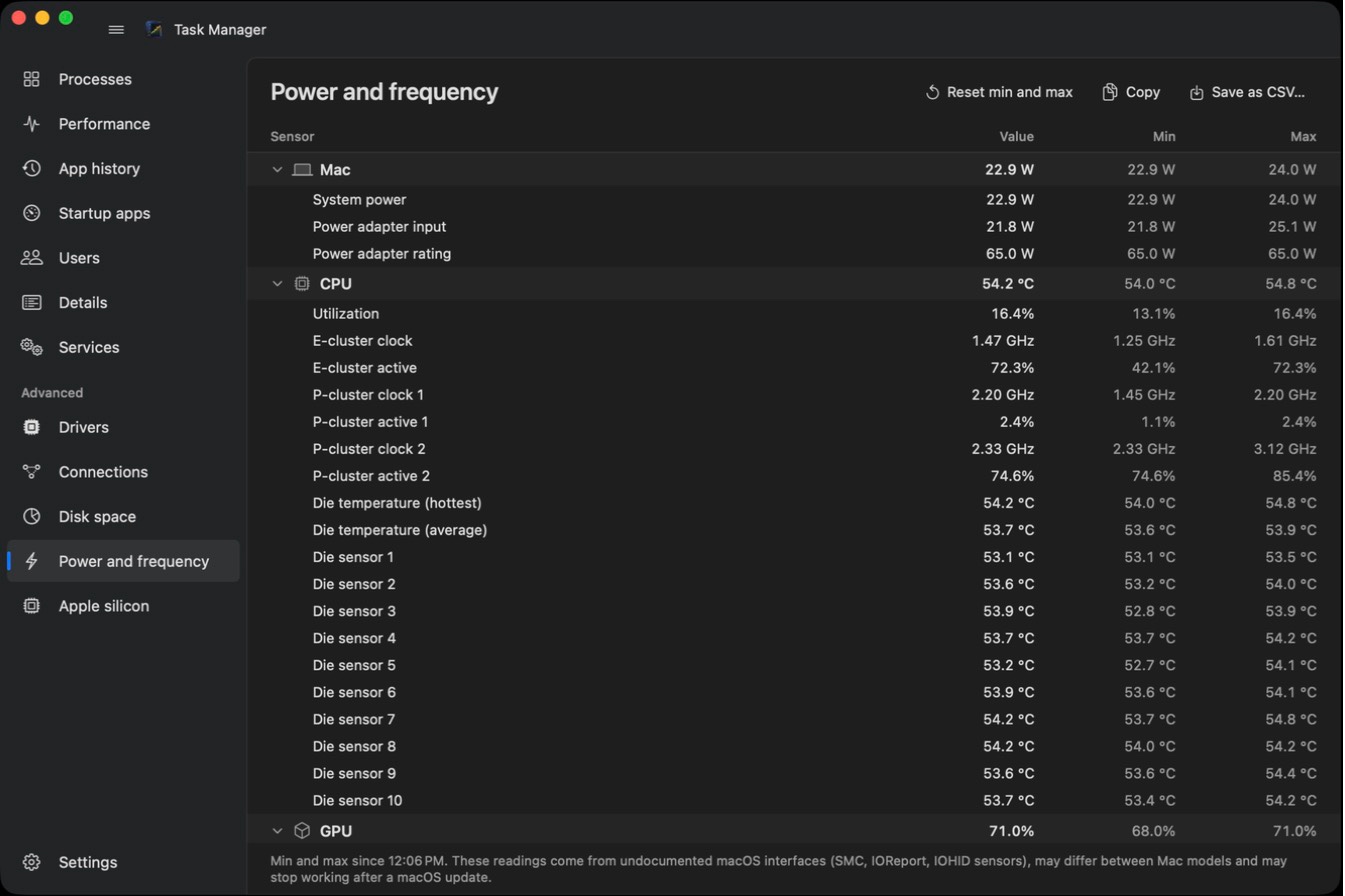 Task Manager
Processes
Performance
App history
Startup apps
Users
Details
Services
Advanced
Drivers
Connections
Disk space
Power and frequency
Apple silicon
Settings
Power and frequency
Reset min and max Copy Save as CSV...
Sensor Value Min Max
Mac 22.9 W 22.9 W 24.0 W
System power 22.9 W 22.9 W 24.0 W
Power adapter input 21.8 W 21.8 W 25.1 W
Power adapter rating 65.0 W 65.0 W 65.0 W
CPU 54.2 °C 54.0 °C 54.8 °C
Utilization 16.4% 13.1% 16.4%
E-cluster clock 1.47 GHz 1.25 GHz 1.61 GHz
E-cluster active 72.3% 42.1% 72.3%
P-cluster clock 1 2.20 GHz 1.45 GHz 2.20 GHz
P-cluster active 1 2.4% 1.1% 2.4%
P-cluster clock 2 2.33 GHz 2.33 GHz 3.12 GHz
P-cluster active 2 74.6% 74.6% 85.4%
Die temperature (hottest) 54.2 °C 54.0 °C 54.8 °C
Die temperature (average) 53.7 °C 53.6 °C 53.9 °C
Die sensor 1 53.1 °C 53.1 °C 53.5 °C
Die sensor 2 53.6 °C 53.2 °C 54.0 °C
Die sensor 3 53.9 °C 52.8 °C 53.9 °C
Die sensor 4 53.7 °C 53.7 °C 54.2 °C
Die sensor 5 53.2 °C 52.7 °C 54.1 °C
Die sensor 6 53.9 °C 53.6 °C 54.1 °C
Die sensor 7 54.2 °C 53.7 °C 54.8 °C
Die sensor 8 54.2 °C 54.0 °C 54.2 °C
Die sensor 9 53.6 °C 53.6 °C 54.4 °C
Die sensor 10 53.7 °C 53.4 °C 54.2 °C
GPU 71.0% 68.0% 71.0%
Min and max since 12:06 PM. These readings come from undocumented macOS interfaces (SMC, IOReport, IOHID sensors), may differ between Mac models and may
stop working after a macOS update.